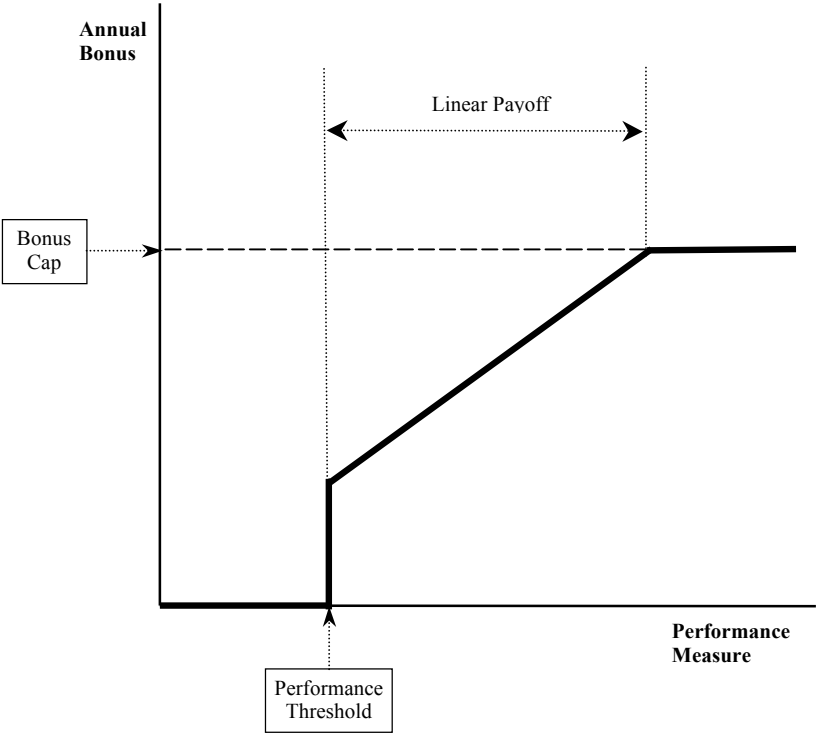 Annual
Bonus
Linear Payoff
Bonus
Cap
Performance
Measure
Performance
Threshold